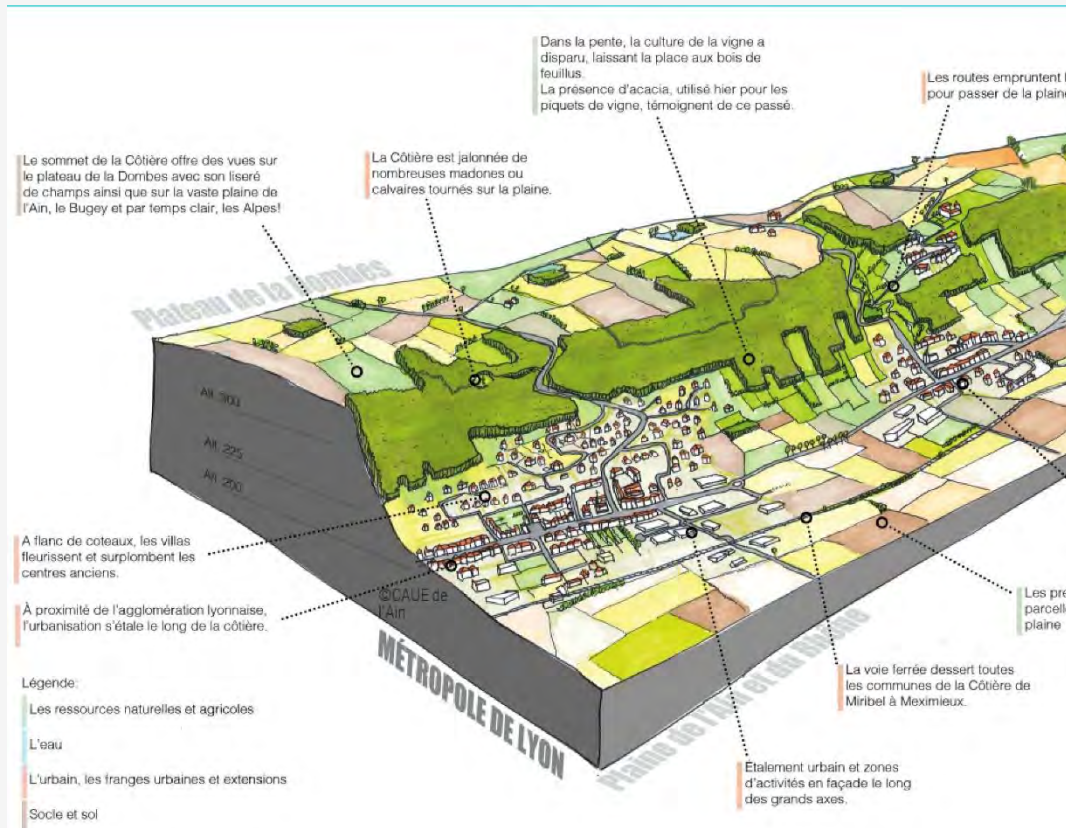 Dans la pente, la culture de la vigne a
disparu, laissant la place aux bois de
feuillus.
La présence d'acacia, utilisé hier pour les
piquets de vigne, témoignent de ce passé.
Les routes empruntent
pour passer de la plaine
Le sommet de la Côtière offre des vues sur
le plateau de la Dombes avec son liseré
de champs ainsi que sur la vaste plaine de
l'Ain, le Bugey et par temps clair, les Alpes!
La Côtière est jalonnée de
nombreuses madones ou
calvaires tournés sur la plaine.
Plateau de la Dombes
Alt. 300
Alt. 225
Alt. 200
A flanc de coteaux, les villas
fleurissent et surplombent les
centres anciens.
À proximité de l'agglomération lyonnaise,
l'urbanisation s'étale le long de la côtière.
©CAUE de
l'Ain
MÉTROPOLE DE LYON
Plaine de l'Ain et du Rhône
Les
parcelle
plaine
La voie ferrée dessert toutes
les communes de la Côtière de
Miribel à Meximieux.
Étalement urbain et zones
d'activités en façade le long
des grands axes.
Légende:
Les ressources naturelles et agricoles
L'eau
L'urbain, les franges urbaines et extensions
Socle et sol